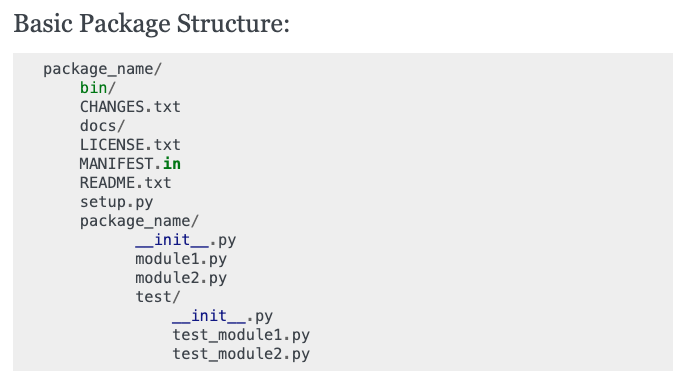 Basic Package Structure:
package_name/
bin/
CHANGES.txt
docs/
LICENSE.txt
MANIFEST.in
README.txt
setup.py
package_name/
__init__.py
module1.py
module2.py
test/
__init__.py
test_module1.py
test_module2.py